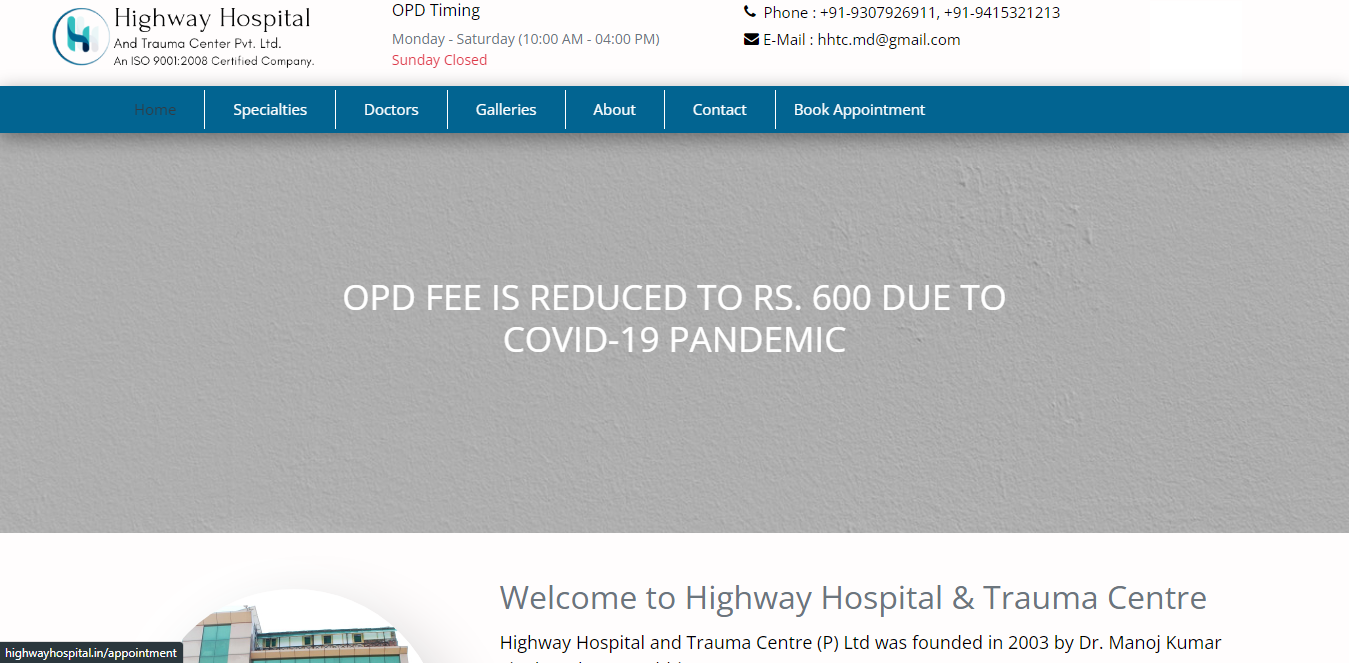 Highway Hospital
And Trauma Center Pvt. Ltd.
An ISO 9001:2008 Certified Company.
OPD Timing
Monday - Saturday (10:00 AM - 04:00 PM)
Sunday Closed
Phone : +91-9307926911, +91-9415321213
E-Mail : hhtc.md@gmail.com
Home
Specialties
Doctors
Galleries
About
Contact
Book Appointment
OPD FEE IS REDUCED TO RS. 600 DUE TO
COVID-19 PANDEMIC
Welcome to Highway Hospital & Trauma Centre
Highway Hospital and Trauma Centre (P) Ltd was founded in 2003 by Dr. Manoj Kumar
highwayhospital.in/appointment